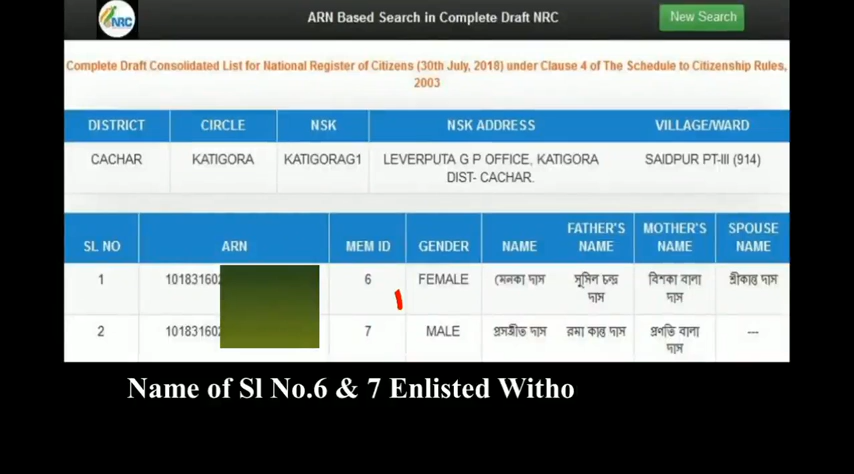 NRC
ARN Based Search in Complete Draft NRC
New Search
Complete Draft Consolidated List for National Register of Citizens (30th July, 2018) under Clause 4 of The Schedule to Citizenship Rules,
2003
DISTRICT CIRCLE NSK NSK ADDRESS VILLAGE/WARD
CACHAR KATIGORA KATIGORAG1 LEVERPUTA G P OFFICE, KATIGORA SAIDPUR PT-III (914)
DIST- CACHAR.
SL NO ARN MEM ID GENDER NAME FATHER'S NAME MOTHER'S NAME SPOUSE NAME
1 10183160 6 FEMALE মেনকা দাস সুসিল চন্দ্র দাস বিশকা বালা দাস শ্রীকান্ত দাস
2 10183160 7 MALE প্রসঞ্জীত দাস রমা কান্ত দাস প্রণতি বালা দাস ---
Name of Sl No.6 & 7 Enlisted Witho